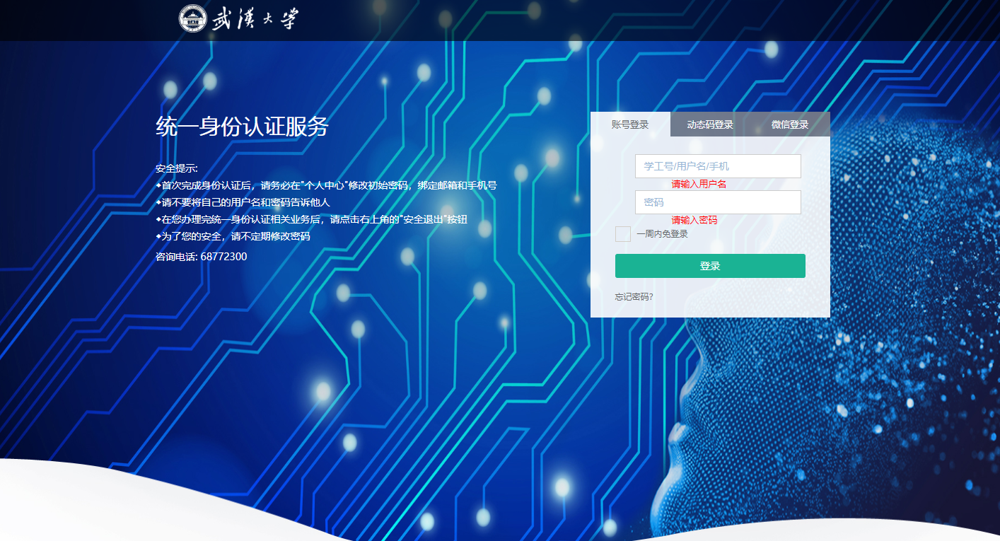 武漢大学
统一身份认证服务
安全提示:
•首次完成身份认证后，请务必在"个人中心"修改初始密码，绑定邮箱和手机号
•请不要将自己的用户名和密码告诉他人
•在您办理完统一身份认证相关业务后，请点击右上角的"安全退出"按钮
•为了您的安全，请不定期修改密码
咨询电话: 68772300
账号登录 动态码登录 微信登录
学工号/用户名/手机
请输入用户名
密码
请输入密码
一周内免登录
登录
忘记密码?